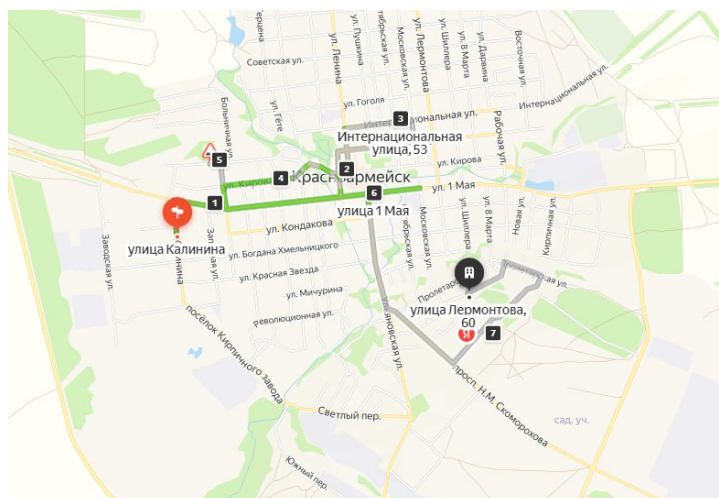 Герцена
Советская ул.
ул. Пушкина
ул. Ленина
Московская ул.
ул. Лермонтова
ул. Шиллера
ул. 8 Марта
ул. Дарвина
Восточная ул.
Больничная ул.
ул. Гёте
ул. Гоголя
3
Интернациональная ул.
Рабочая ул.
Интернациональная ул.
Интернациональная
улица, 53
5
4
2
ул. Кирова
ул. Кирова
Красноармейск
6
ул. 1 Мая
1
улица 1 Мая
ул. Кондакова
улица Калинина
ул. Богдана Хмельницкого
Заводская ул.
ул. Красная Звезда
ул. Мичурина
Революционная ул.
Московская ул.
ул. Шиллера
ул. 8 Марта
Новая ул.
Кирпичная ул.
улица Лермонтова,
60
Я
7
посёлок Кирпичного завода
просп. Н.М. Скоморохова
Светлый пер.
сад. уч.
Южный пер.